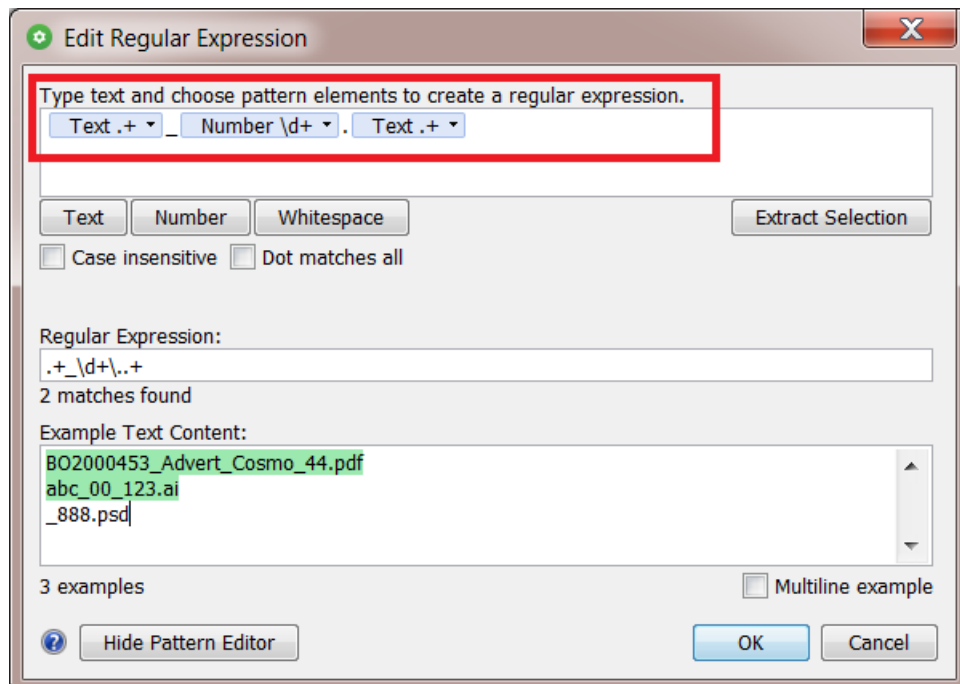 Edit Regular Expression
Type text and choose pattern elements to create a regular expression.
Text .+ _ Number \d+ . Text .+
Text Number Whitespace Extract Selection
Case insensitive Dot matches all
Regular Expression:
.+_\d+\..+
2 matches found
Example Text Content:
BO2000453_Advert_Cosmo_44.pdf
abc_00_123.ai
_888.psd
3 examples Multiline example
? Hide Pattern Editor OK Cancel